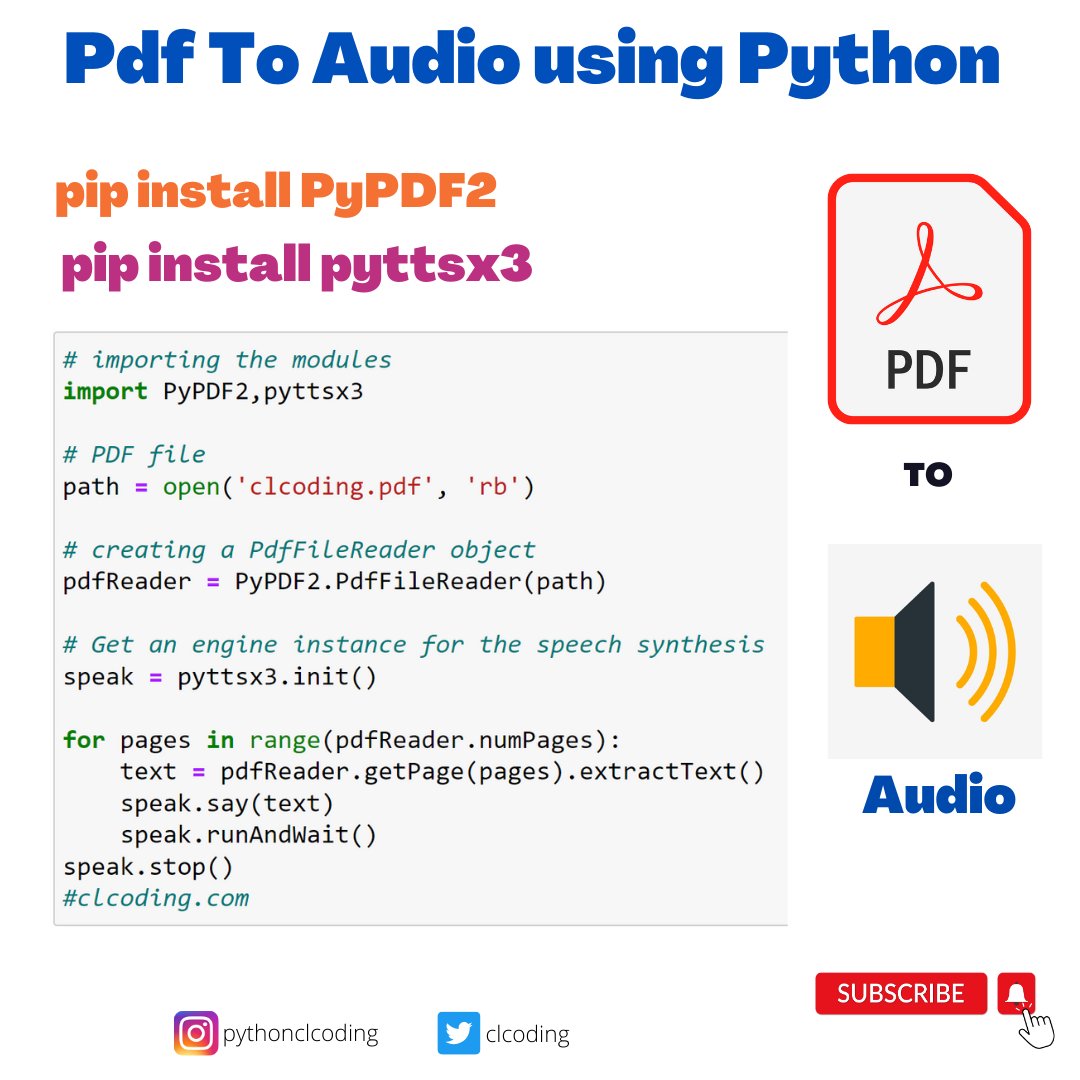 Pdf To Audio using Python
pip install PyPDF2
pip install pyttsx3
# importing the modules
import PyPDF2,pyttsx3
# PDF file
path = open('clcoding.pdf', 'rb')
# creating a PdfFileReader object
pdfReader = PyPDF2.PdfFileReader(path)
# Get an engine instance for the speech synthesis
speak = pyttsx3.init()
for pages in range(pdfReader.numPages):
    text = pdfReader.getPage(pages).extractText()
    speak.say(text)
    speak.runAndWait()
speak.stop()
#clcoding.com
PDF
TO
Audio
SUBSCRIBE
pythonclcoding
clcoding